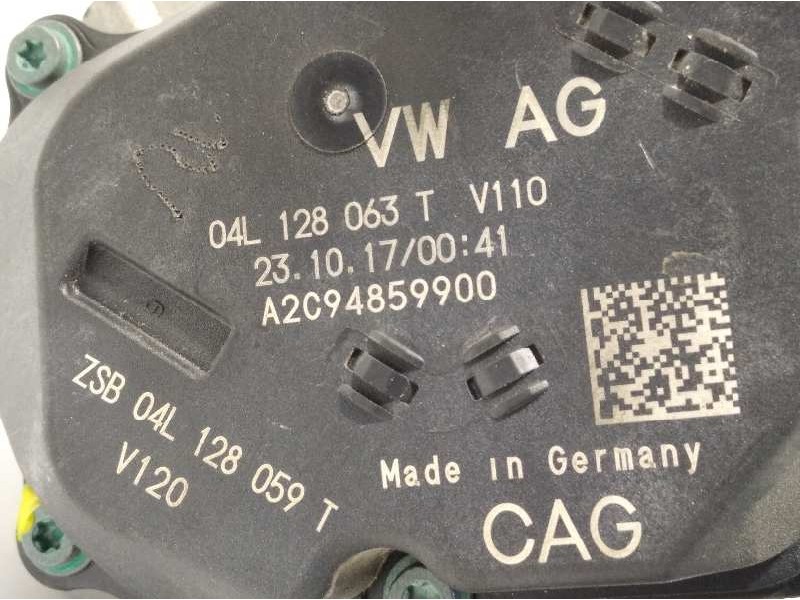 VW AG
04L 128 063 T V110
23.10.17/00:41
A2C94859900
ZSB 04L 128 059 T
V120
Made in Germany
CAG